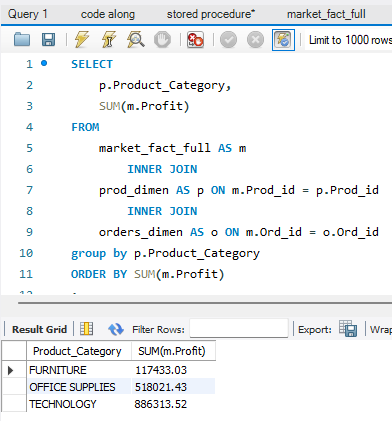 Query 1 code along stored procedure* market_fact_full
Limit to 1000 rows
1 SELECT
2 p.Product_Category,
3 SUM(m.Profit)
4 FROM
5 market_fact_full AS m
6 INNER JOIN
7 prod_dimen AS p ON m.Prod_id = p.Prod_id
8 INNER JOIN
9 orders_dimen AS o ON m.Ord_id = o.Ord_id
10 group by p.Product_Category
11 ORDER BY SUM(m.Profit)
Result Grid Filter Rows: Export: Wrap
Product_Category SUM(m.Profit)
FURNITURE 117433.03
OFFICE SUPPLIES 518021.43
TECHNOLOGY 886313.52